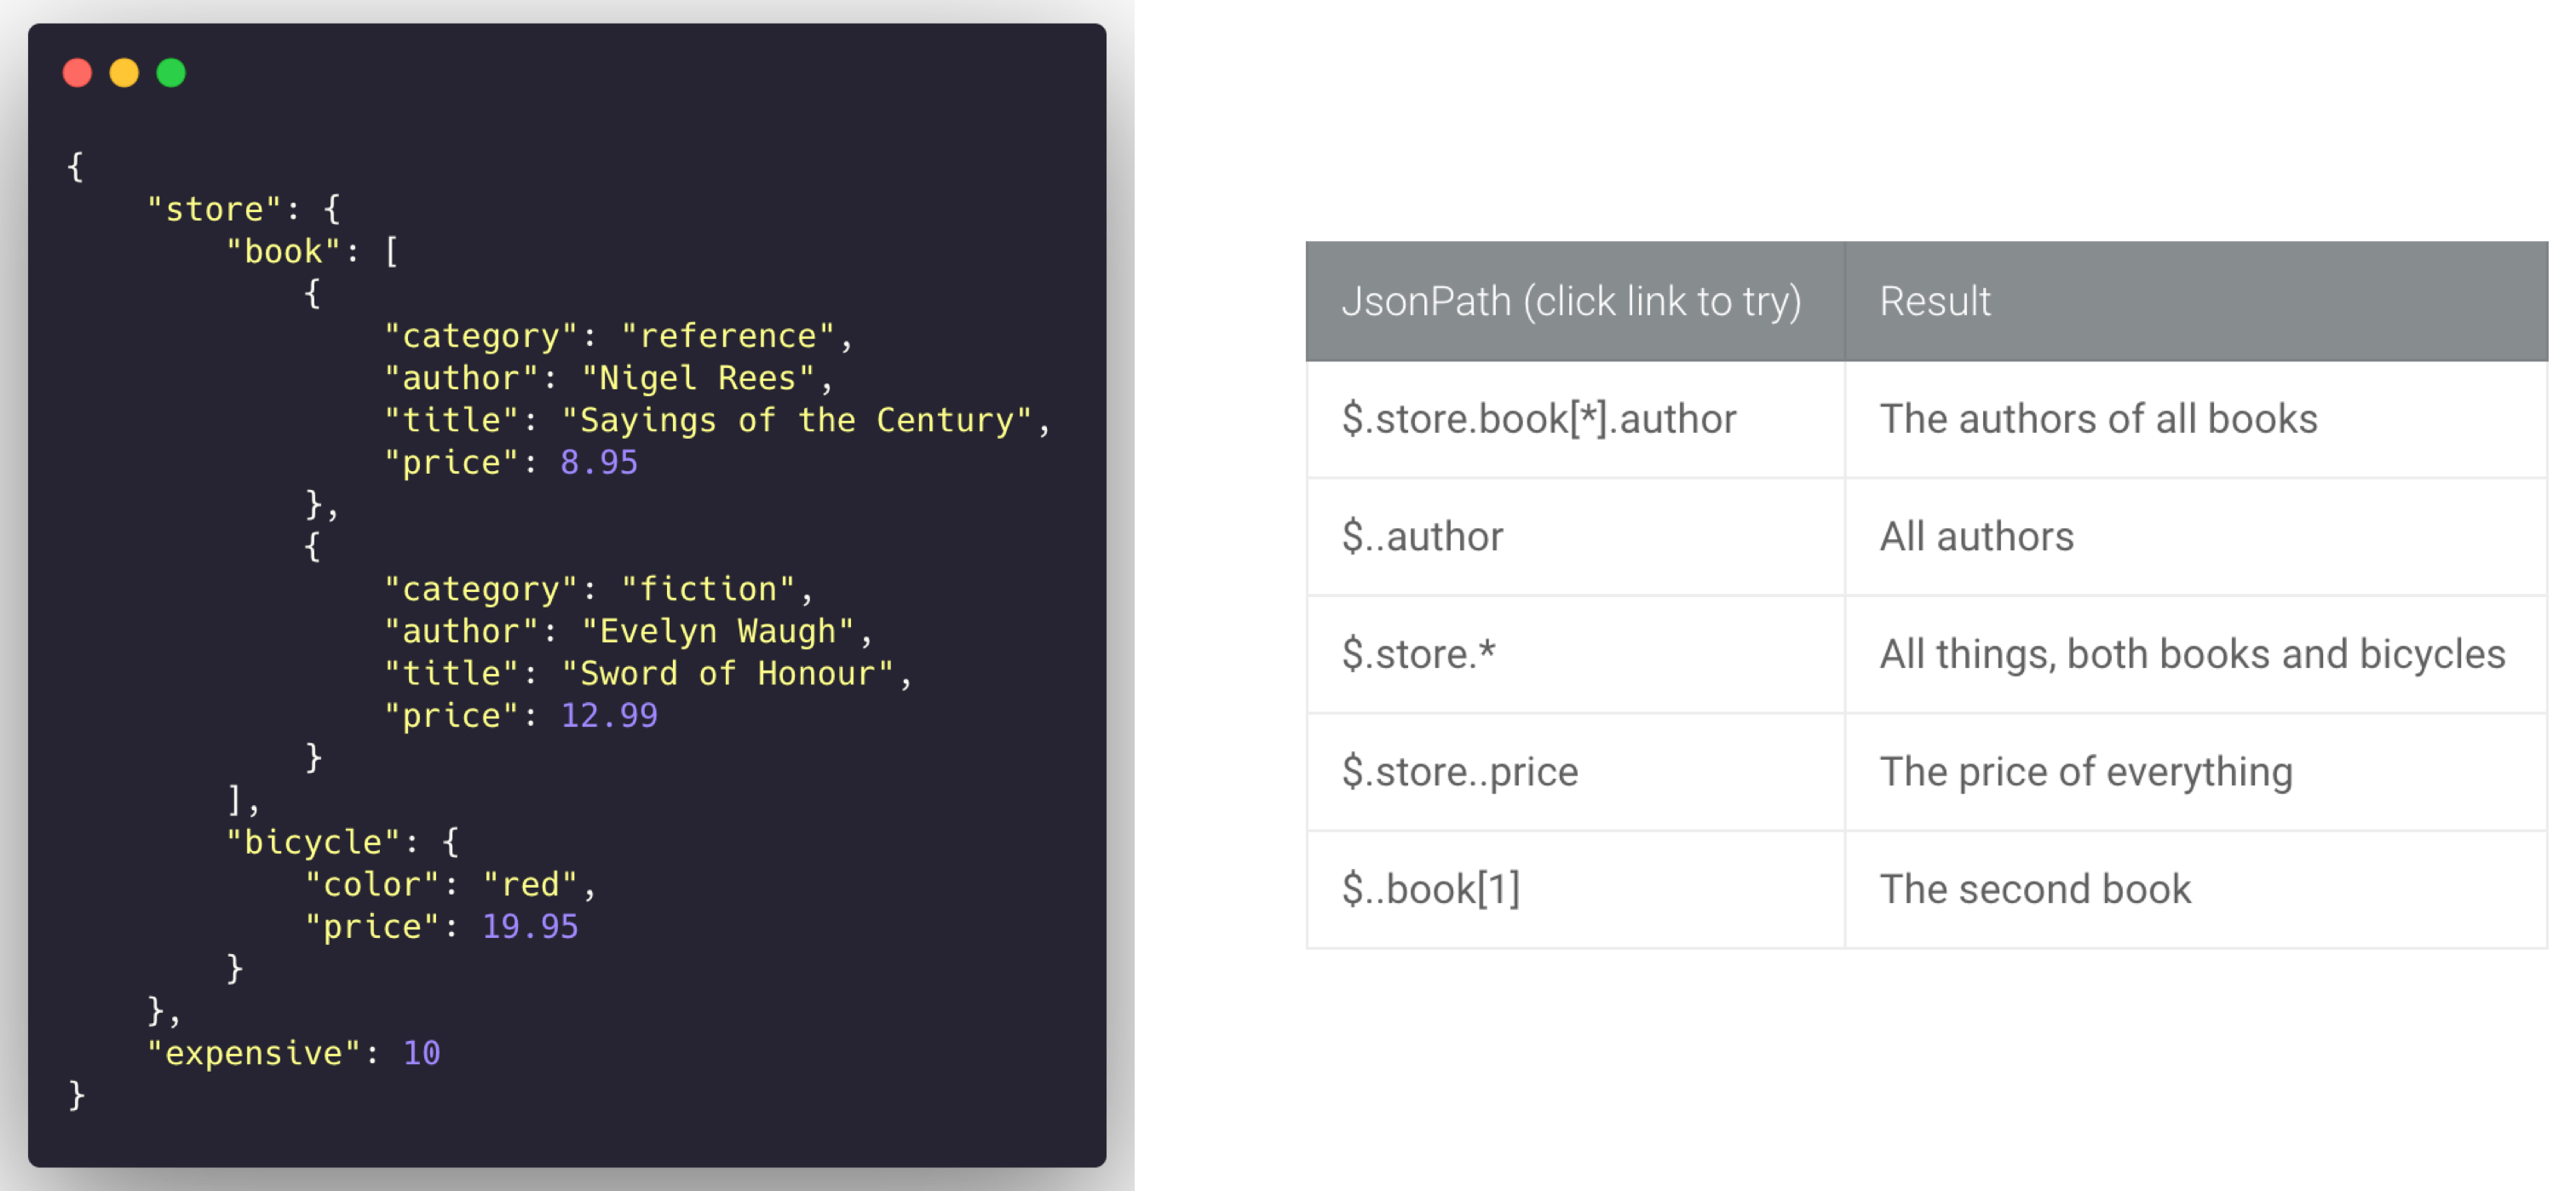 {
    "store": {
        "book": [
            {
                "category": "reference",
                "author": "Nigel Rees",
                "title": "Sayings of the Century",
                "price": 8.95
            },
            {
                "category": "fiction",
                "author": "Evelyn Waugh",
                "title": "Sword of Honour",
                "price": 12.99
            }
        ],
        "bicycle": {
            "color": "red",
            "price": 19.95
        }
    },
    "expensive": 10
}
JsonPath (click link to try) Result
$.store.book[*].author The authors of all books
$..author All authors
$.store.* All things, both books and bicycles
$.store..price The price of everything
$..book[1] The second book